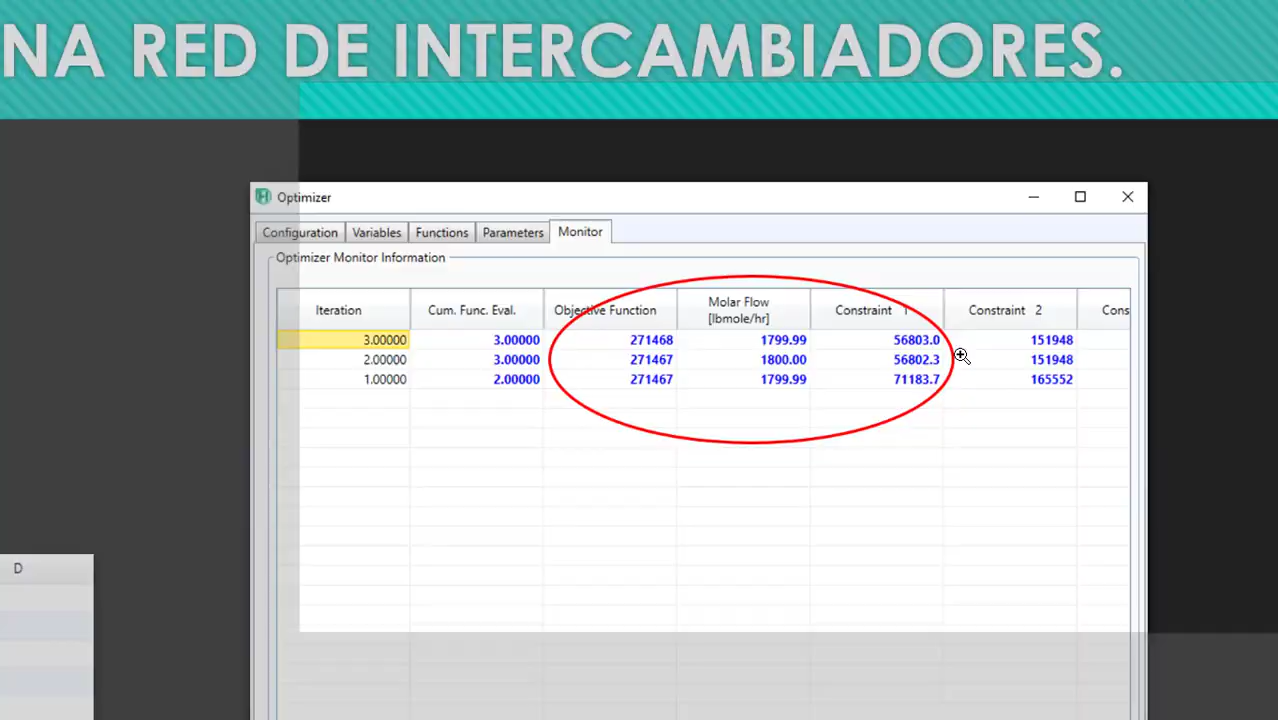 NA RED DE INTERCAMBIADORES.
Optimizer
Configuration Variables Functions Parameters Monitor
Optimizer Monitor Information
Iteration Cum. Func. Eval. Objective Function Molar Flow [lbmole/hr] Constraint 1 Constraint 2 Cons
3.00000 3.00000 271468 1799.99 56803.0 151948
2.00000 3.00000 271467 1800.00 56802.3 151948
1.00000 2.00000 271467 1799.99 71183.7 165552
D